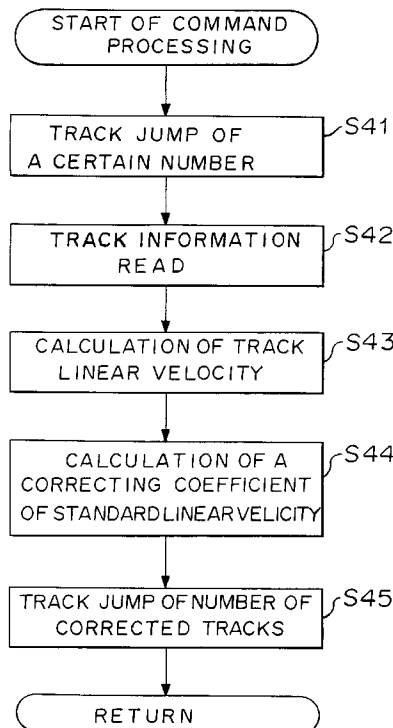 START OF COMMAND
PROCESSING
TRACK JUMP OF
A CERTAIN NUMBER
S41
TRACK INFORMATION
READ
S42
CALCULATION OF TRACK
LINEAR VELOCITY
S43
CALCULATION OF A
CORRECTING COEFFICIENT
OF STANDARD LINEAR VELICITY
S44
TRACK JUMP OF NUMBER OF
CORRECTED TRACKS
S45
RETURN